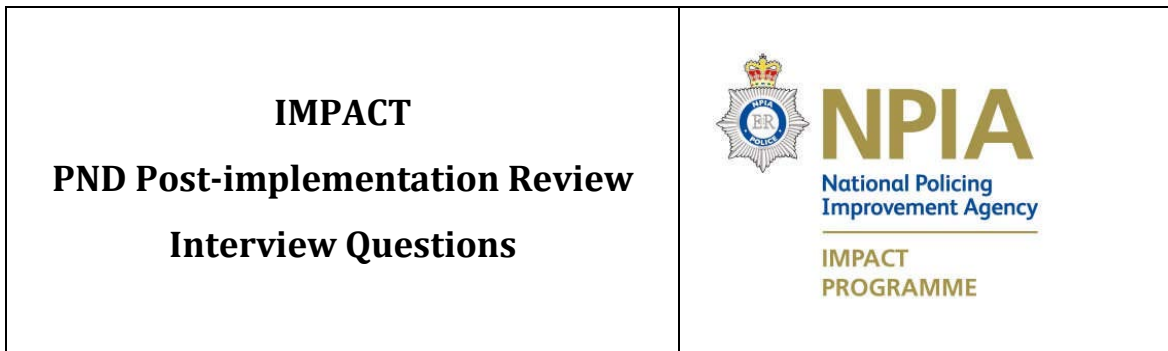 IMPACT
PND Post-implementation Review
Interview Questions
NPIA
ER
POLICE
NPIA
National Policing
Improvement Agency
IMPACT
PROGRAMME